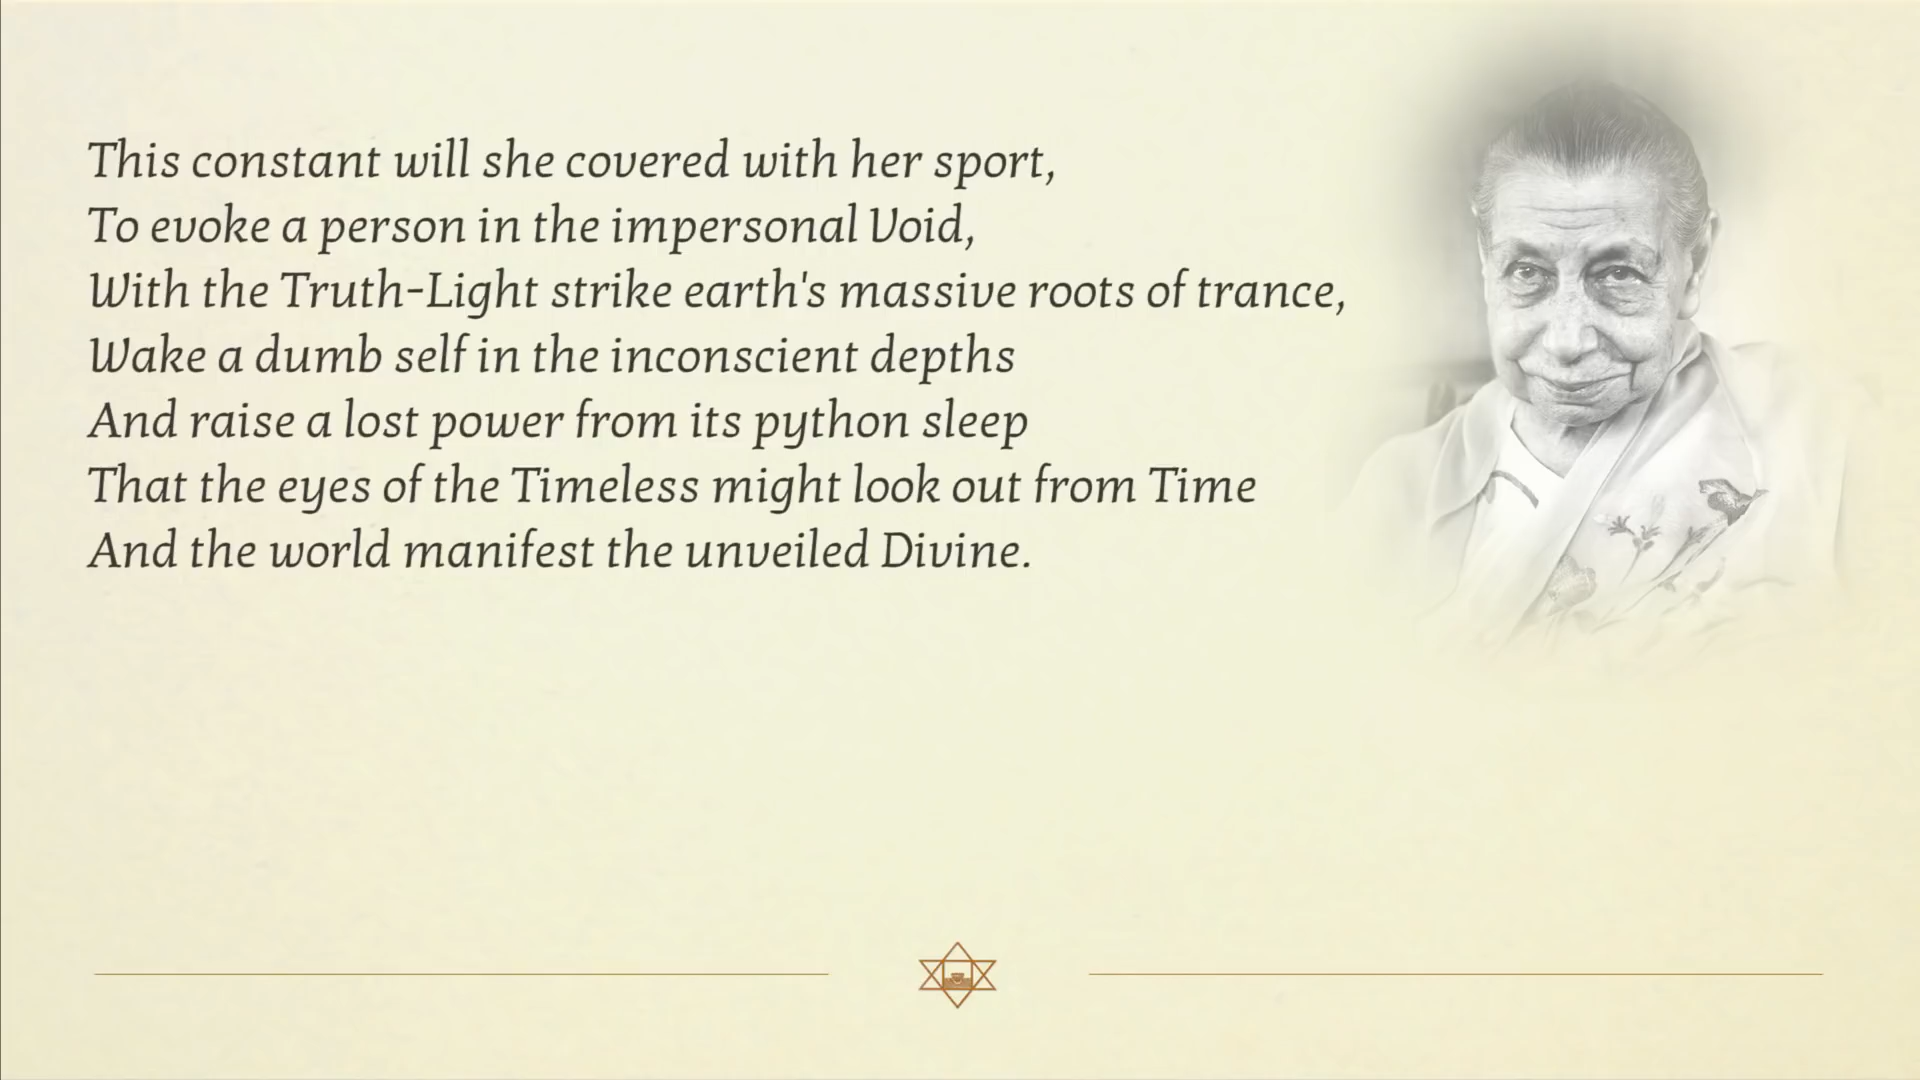 This constant will she covered with her sport,
To evoke a person in the impersonal Void,
With the Truth-Light strike earth's massive roots of trance,
Wake a dumb self in the inconscient depths
And raise a lost power from its python sleep
That the eyes of the Timeless might look out from Time
And the world manifest the unveiled Divine.